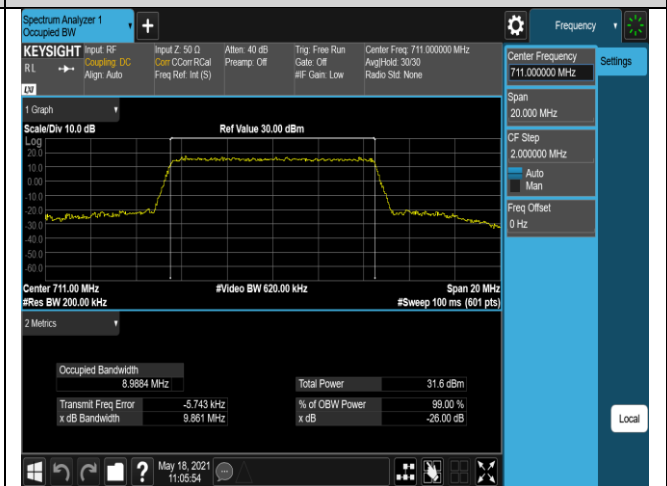 Spectrum Analyzer 1
Occupied BW
+
Frequency
KEYSIGHT
Input: RF
Coupling: DC
Align: Auto
Input Z: 50 Ω
Corr CCorr RCal
Freq Ref: Int (S)
Atten: 40 dB
Preamp: Off
Trig: Free Run
Gate: Off
#IF Gain: Low
Center Freq: 711.000000 MHz
Avg|Hold: 30/30
Radio Std: None
RL
LXI
Center Frequency
711.000000 MHz
Settings
Span
20.000 MHz
CF Step
2.000000 MHz
Auto
Man
Freq Offset
0 Hz
Local
1 Graph
Scale/Div 10.0 dB
Ref Value 30.00 dBm
Log
20.0
10.0
0.00
-10.0
-20.0
-30.0
-40.0
-50.0
-60.0
Center 711.00 MHz
#Video BW 620.00 kHz
Span 20 MHz
#Res BW 200.00 kHz
#Sweep 100 ms (601 pts)
2 Metrics
Occupied Bandwidth
8.9884 MHz
Total Power 31.6 dBm
Transmit Freq Error -5.743 kHz
% of OBW Power 99.00 %
x dB Bandwidth 9.861 MHz
x dB -26.00 dB
?
May 18, 2021
11:05:54